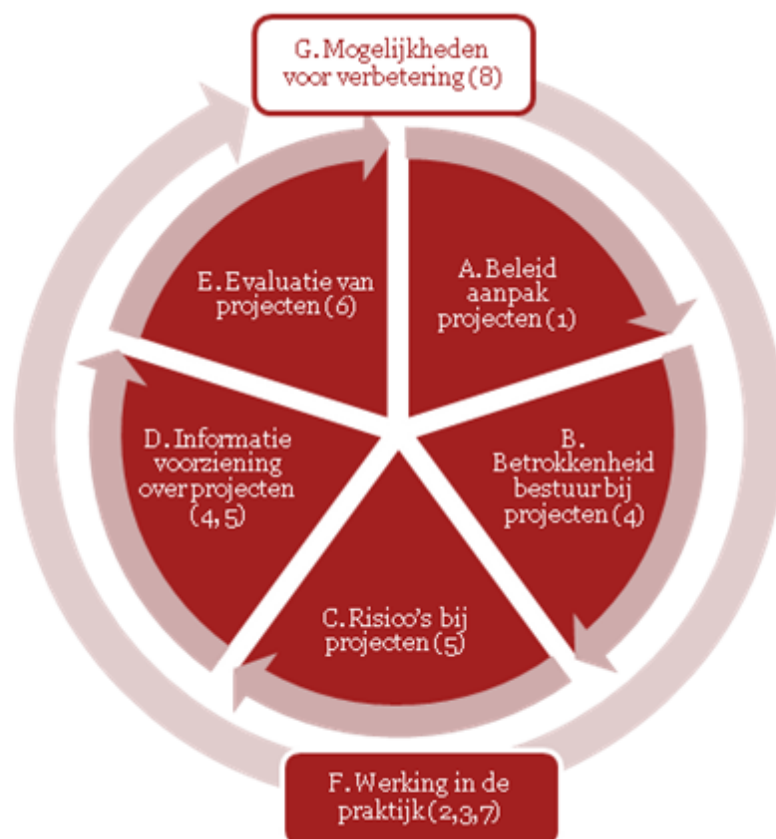 G.Mogelijkheden
voor verbetering (8)
A.Beleid
aanpak
projecten (1)
B.
Betrokkenheid
bestuur bij
projecten (4)
C.Risico's bij
projecten (5)
D.Informatie
voorziening
over projecten
(4, 5)
E.Evaluatie van
projecten (6)
F.Werking in de
praktijk (2,3,7)